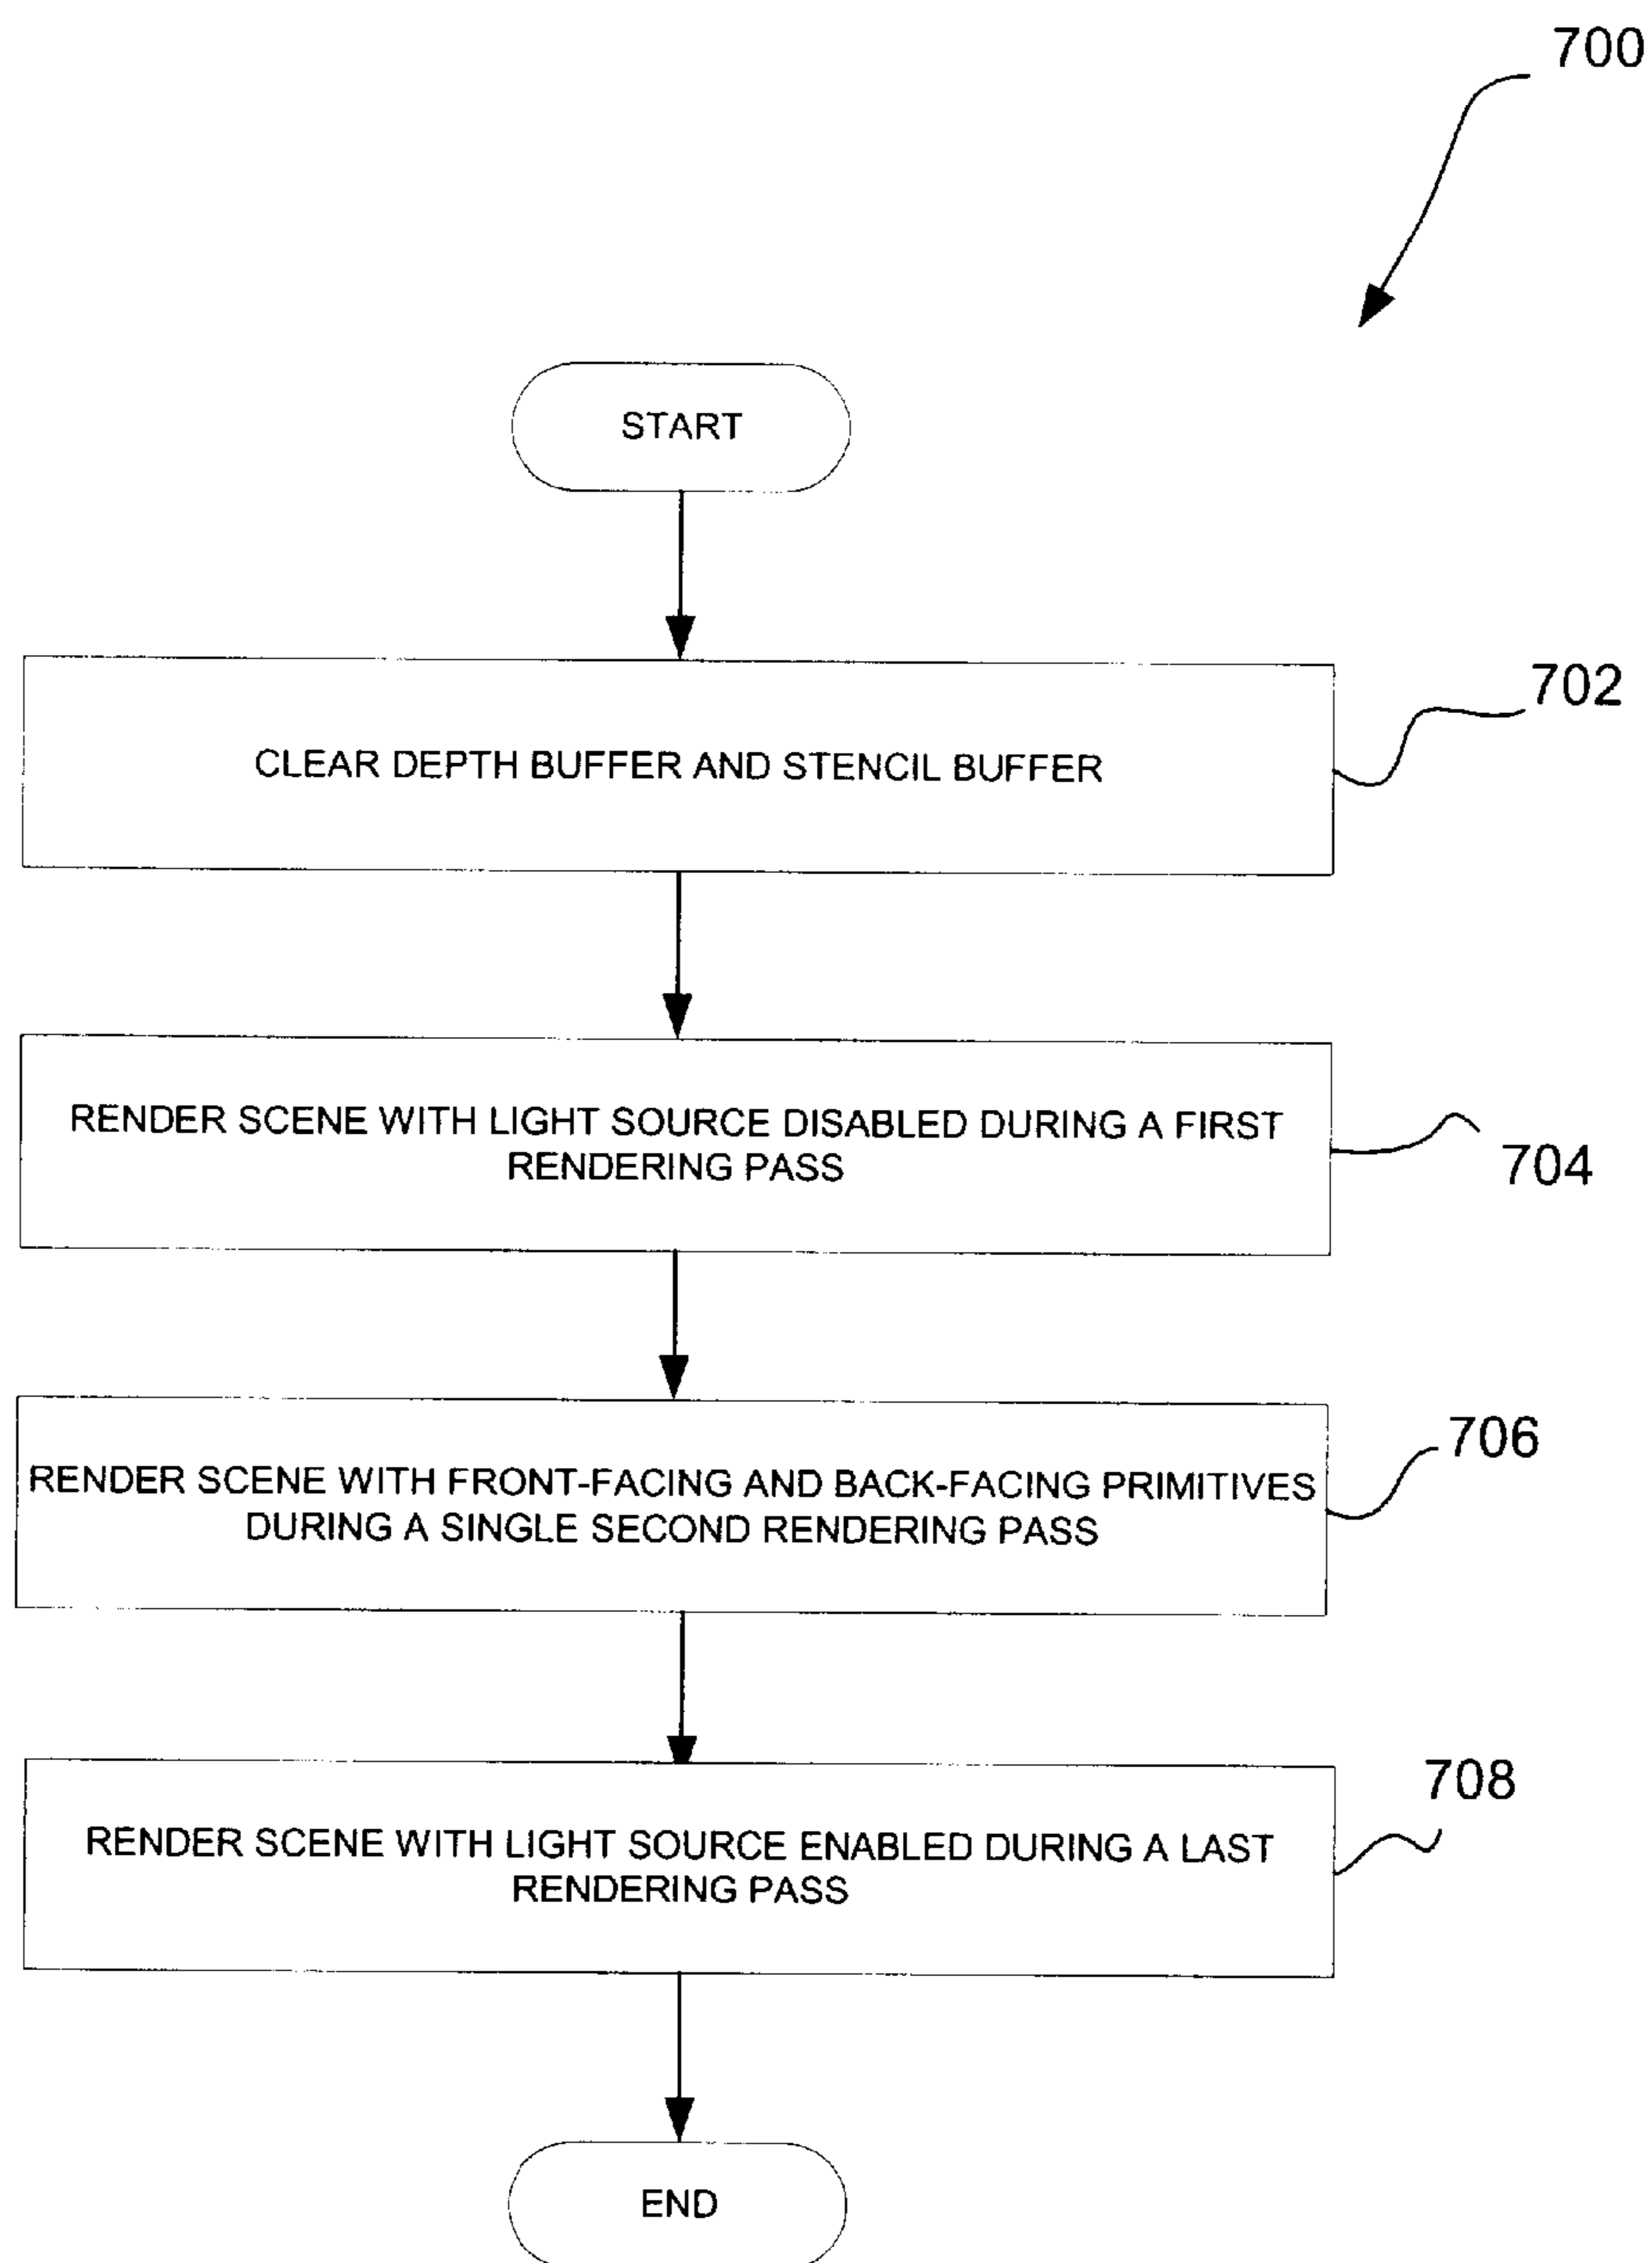 700
START
CLEAR DEPTH BUFFER AND STENCIL BUFFER
702
RENDER SCENE WITH LIGHT SOURCE DISABLED DURING A FIRST
RENDERING PASS
704
RENDER SCENE WITH FRONT-FACING AND BACK-FACING PRIMITIVES
DURING A SINGLE SECOND RENDERING PASS
706
RENDER SCENE WITH LIGHT SOURCE ENABLED DURING A LAST
RENDERING PASS
708
END